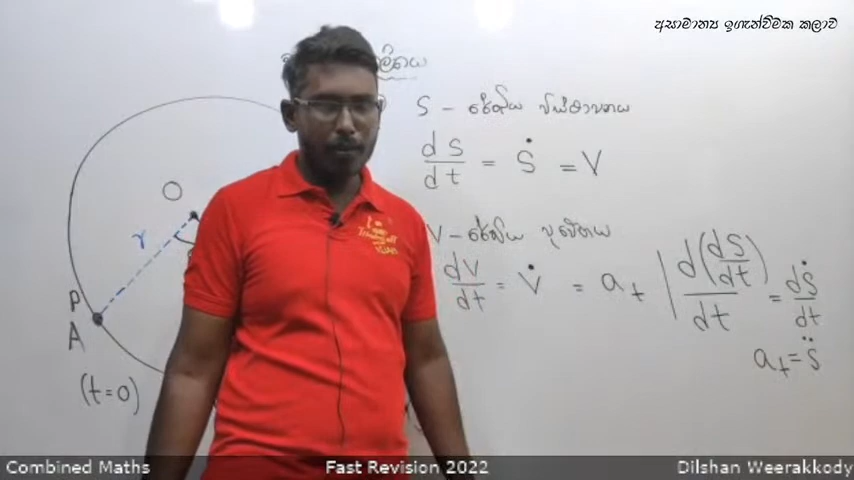 අසාමාන්‍ය ඉගැන්වීමක කලාව
S - රේඛීය විස්ථාපනය
dS/dt = Ṡ = V
O
V - රේඛीය ප්‍රවේගය
r
dV/dt = V̇ = aₜ | d(dS/dt)/dt = dṠ/dt
P
A
aₜ = S̈
(t=0)
Combined Maths Fast Revision 2022 Dilshan Weerakkody